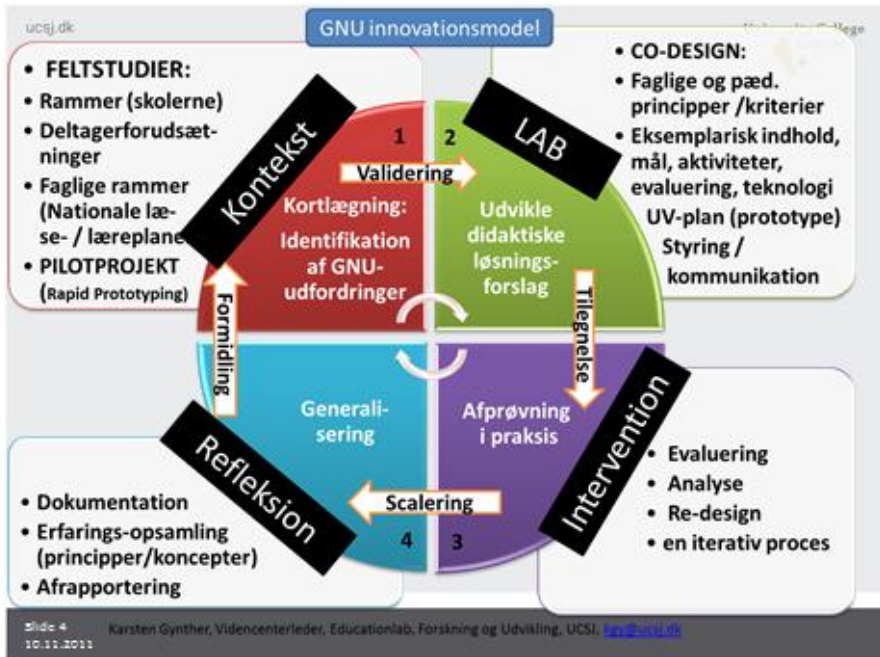 ucsj.dk
GNU innovationsmodel
College
• FELTSTUDIER:
• Rammer (skolerne)
• Deltagerforudsæt-
ninger
• Faglige rammer
(Nationale læ-
se- / læreplane
• PILOTPROJEKT
(Rapid Prototyping)
Kontekst
1
Kortlægning:
Identifikation
af GNU-
udfordringer
Validering
2
LAB
Udvikle
didaktiske
løsnings-
forslag
• CO-DESIGN:
• Faglige og pæd.
principper /kriterier
• Eksemplarisk indhold,
mål, aktiviteter,
evaluering, teknologi
UV-plan (prototype)
Styring /
kommunikation
Formidling
Tilegnelse
Generali-
sering
Refleksion
4
Scalering
Afprøvning
i praksis
3
Intervention
• Dokumentation
• Erfarings-opsamling
(principper/koncepter)
• Afrapportering
• Evaluering
• Analyse
• Re-design
• en iterativ proces
Slide 4
10.11.2011
Karsten Gynther, Videncenterleder, Educationlab, Forskning og Udvikling, UCSJ, kgy@ucsj.dk